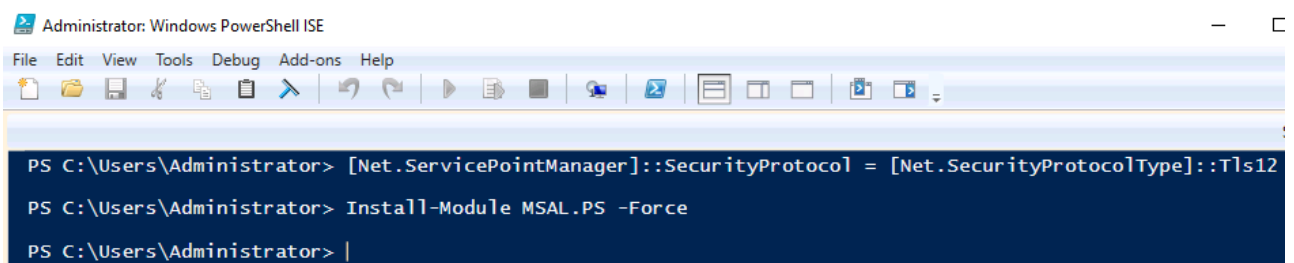 Administrator: Windows PowerShell ISE
File Edit View Tools Debug Add-ons Help
PS C:\Users\Administrator> [Net.ServicePointManager]::SecurityProtocol = [Net.SecurityProtocolType]::Tls12
PS C:\Users\Administrator> Install-Module MSAL.PS -Force
PS C:\Users\Administrator>